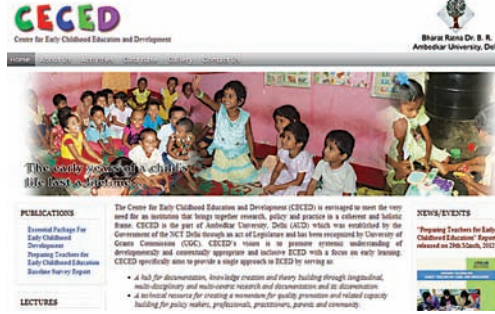 CECED
Centre for Early Childhood Education and Development
Bharat Ratna Dr. B. R.
Ambedkar University, Del
Home About Us Activities Database Gallery Contact Us
The early years of a child's
life last a lifetime...
PUBLICATIONS
Essential Package For
Early Childhood
Development
Preparing Teachers for
Early Childhood Education
Baseline Survey Report
LECTURES
The Centre for Early Childhood Education and Development (CECED) is envisaged to meet the very
need for an institution that brings together research, policy and practice in a coherent and holistic
frame. CECED is the part of Ambedkar University, Delhi (AUD) which was established by the
Government of the NCT Delhi through an act of Legislature and has been recognized by University of
Grants Commission (UGC). CECED's vision is to promote systemic understanding of
developmentally and contextually appropriate and inclusive ECED with a focus on early learning.
CECED specifically aims to provide a single approach to ECED by serving as:
A hub for documentation, knowledge creation and theory building through longitudinal,
multi-disciplinary and multi-centric research and documentation and its dissemination
A technical resource for creating a momentum for quality promotion and related capacity
building for policy makers, professionals, practitioners, parents and community.
NEWS/EVENTS
"Preparing Teachers for Early
Childhood Education" Report
released on 29th March, 2012